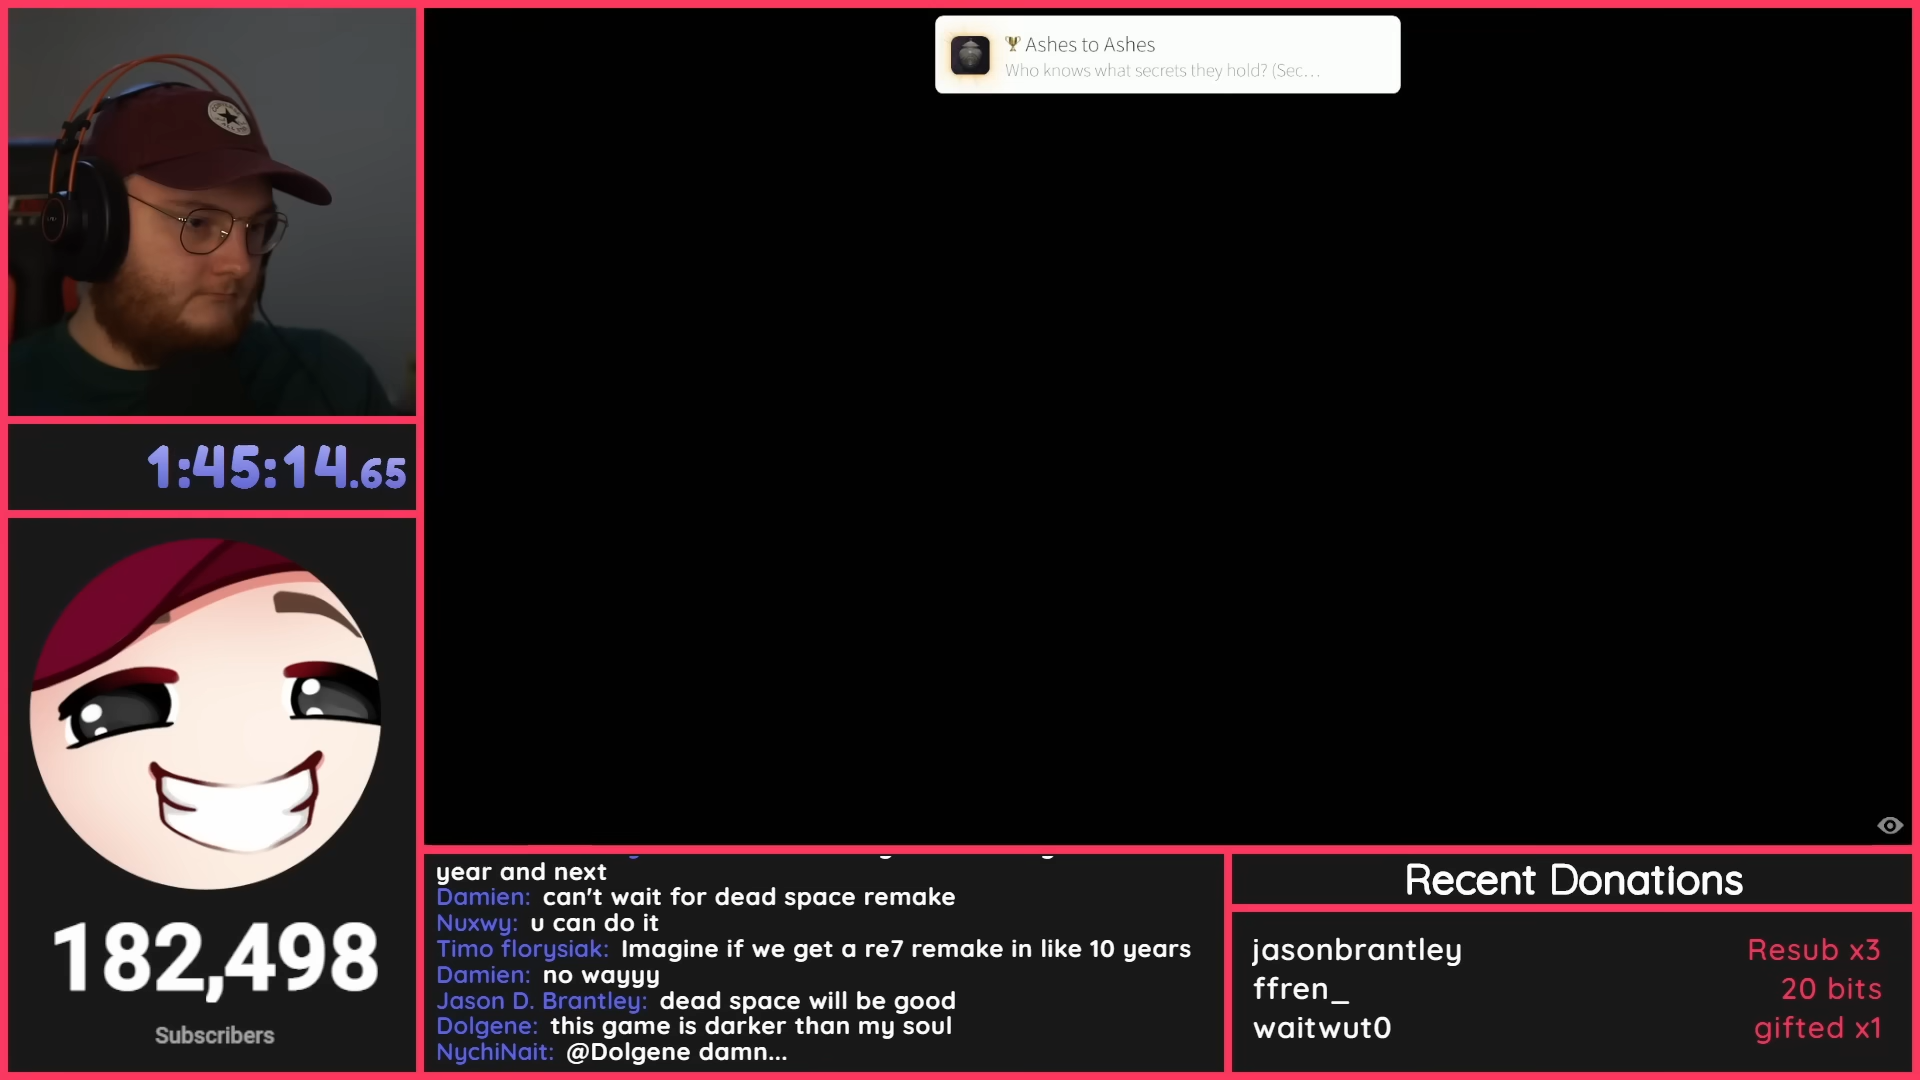 Ashes to Ashes
Who knows what secrets they hold? (Sec...
1:45:14.65
182,498
Subscribers
year and next
Damien: can't wait for dead space remake
Nuxwy: u can do it
Timo florysiak: Imagine if we get a re7 remake in like 10 years
Damien: no wayyy
Jason D. Brantley: dead space will be good
Dolgene: this game is darker than my soul
NychiNait: @Dolgene damn...
Recent Donations
jasonbrantley Resub x3
ffren_ 20 bits
waitwut0 gifted x1